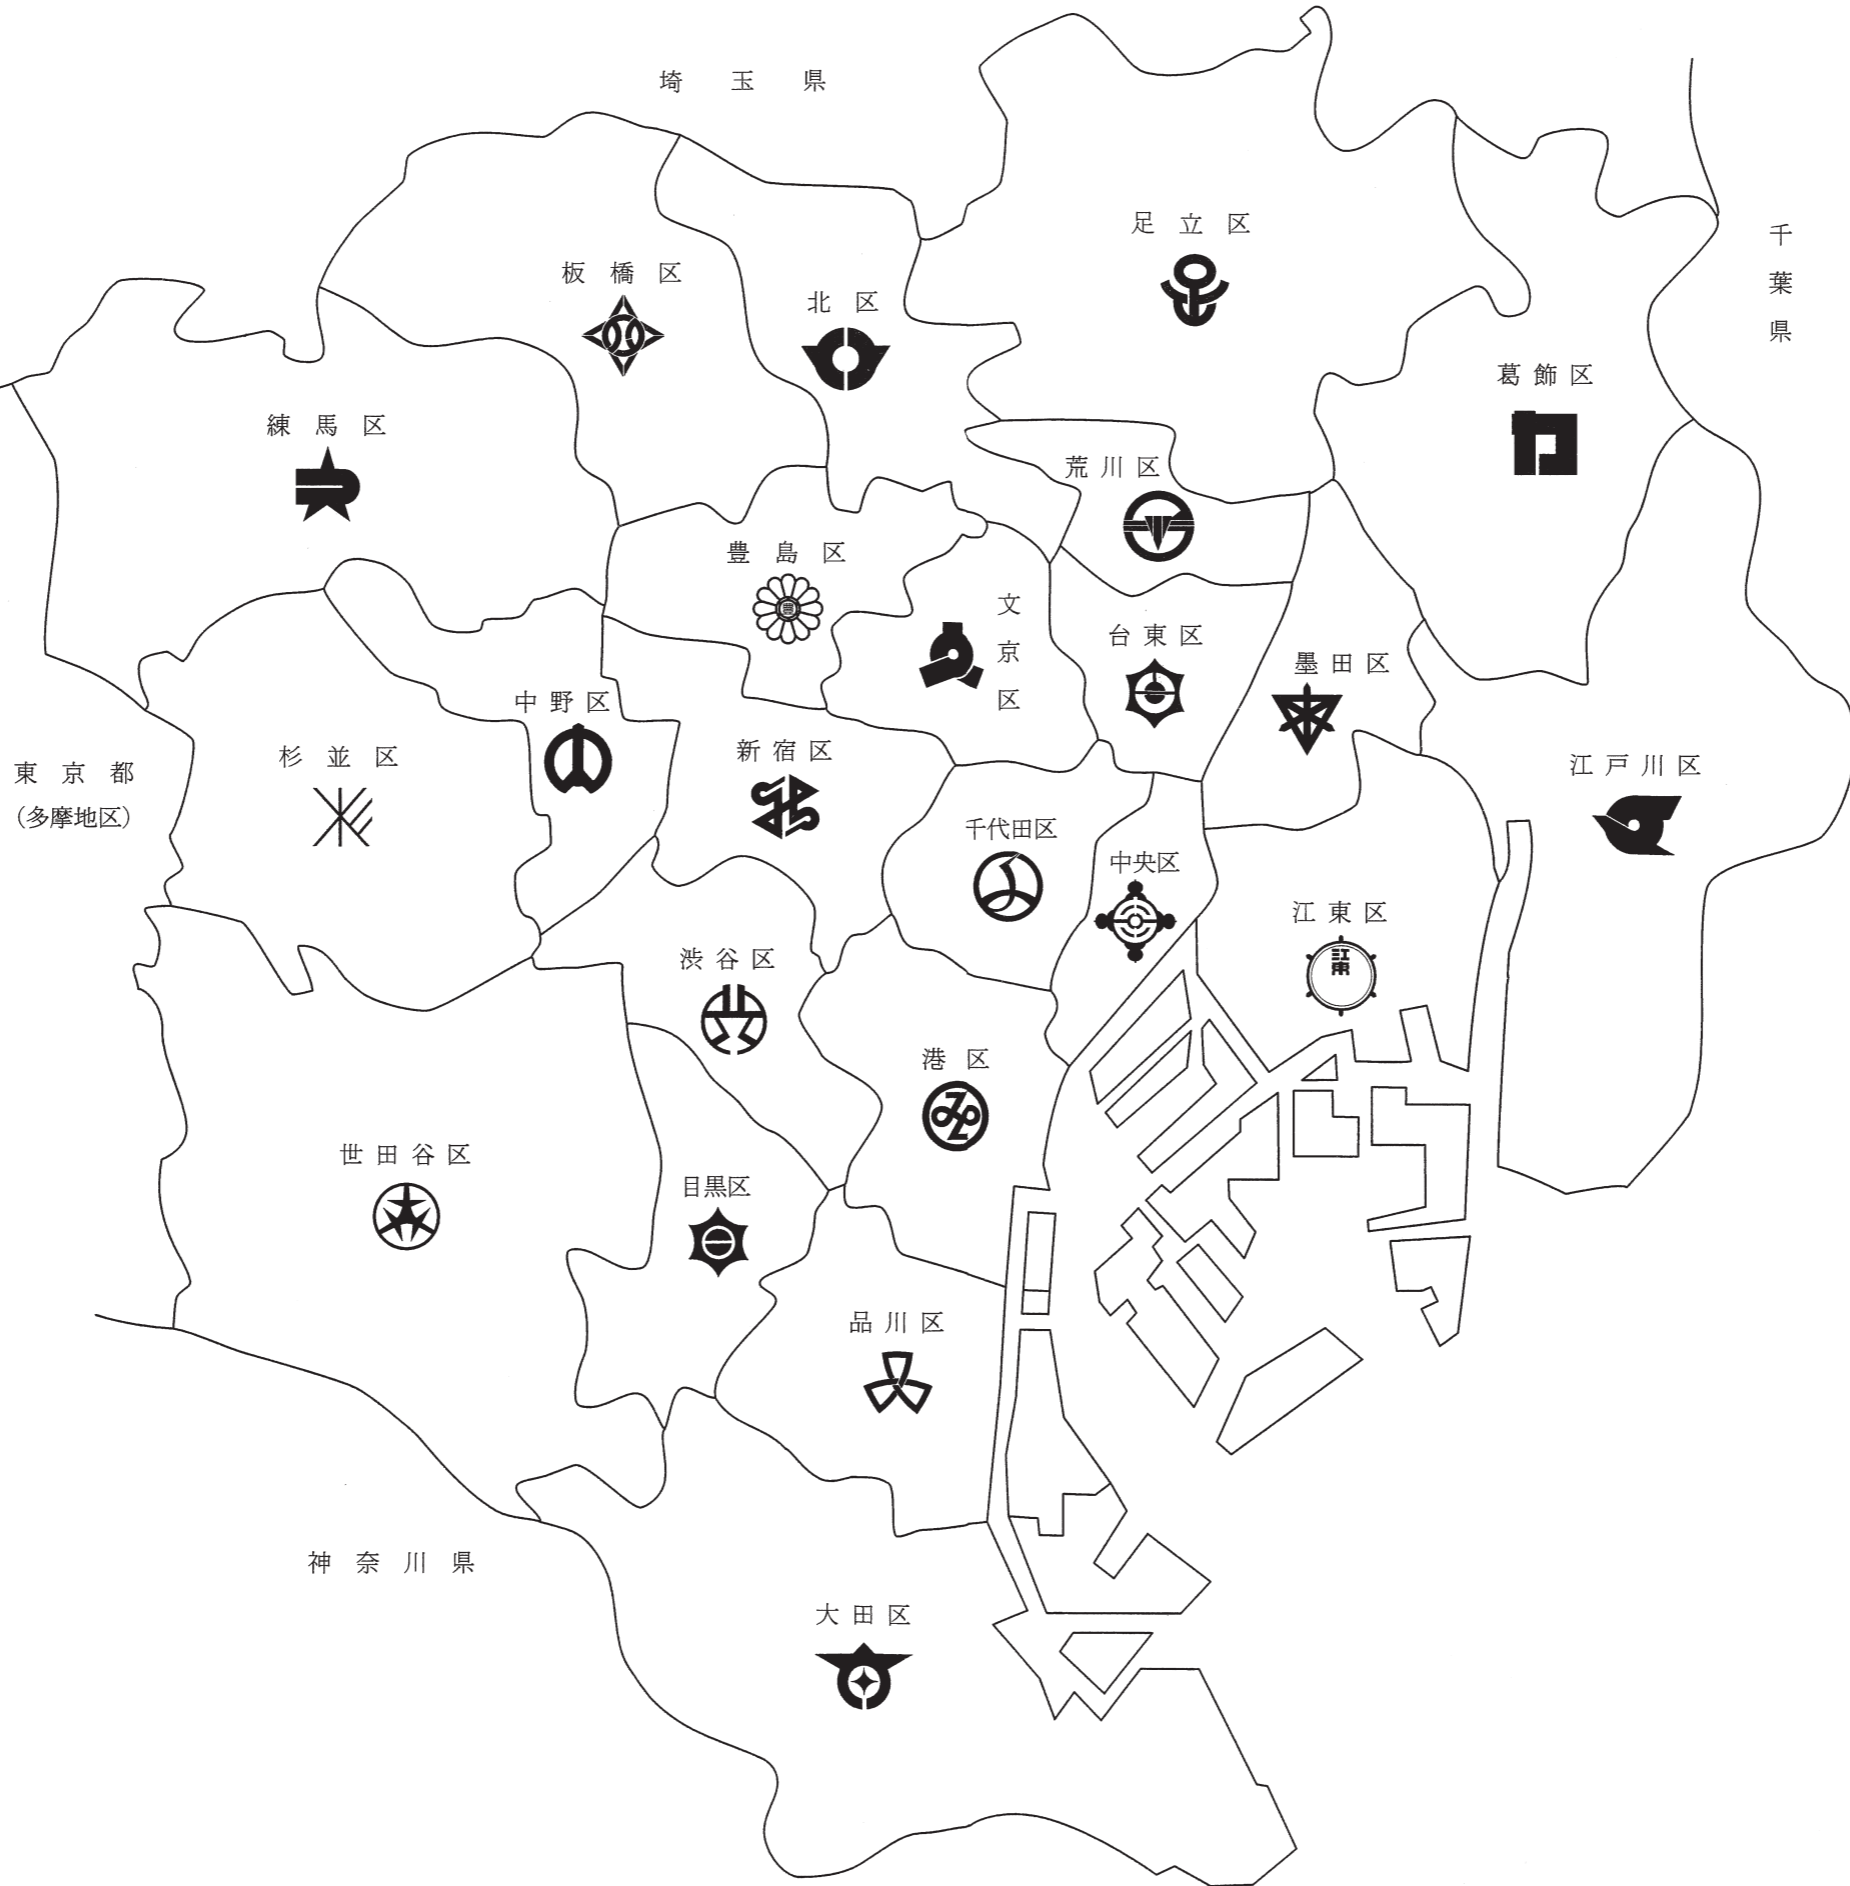 埼玉県
足立区
千葉県
板橋区
北区
葛飾区
練馬区
荒川区
豊島区
文京区
台東区
墨田区
中野区
新宿区
杉並区
東京都
(多摩地区)
江戸川区
千代田区
中央区
江東区
江東
渋谷区
港区
世田谷区
目黒区
品川区
神奈川県
大田区